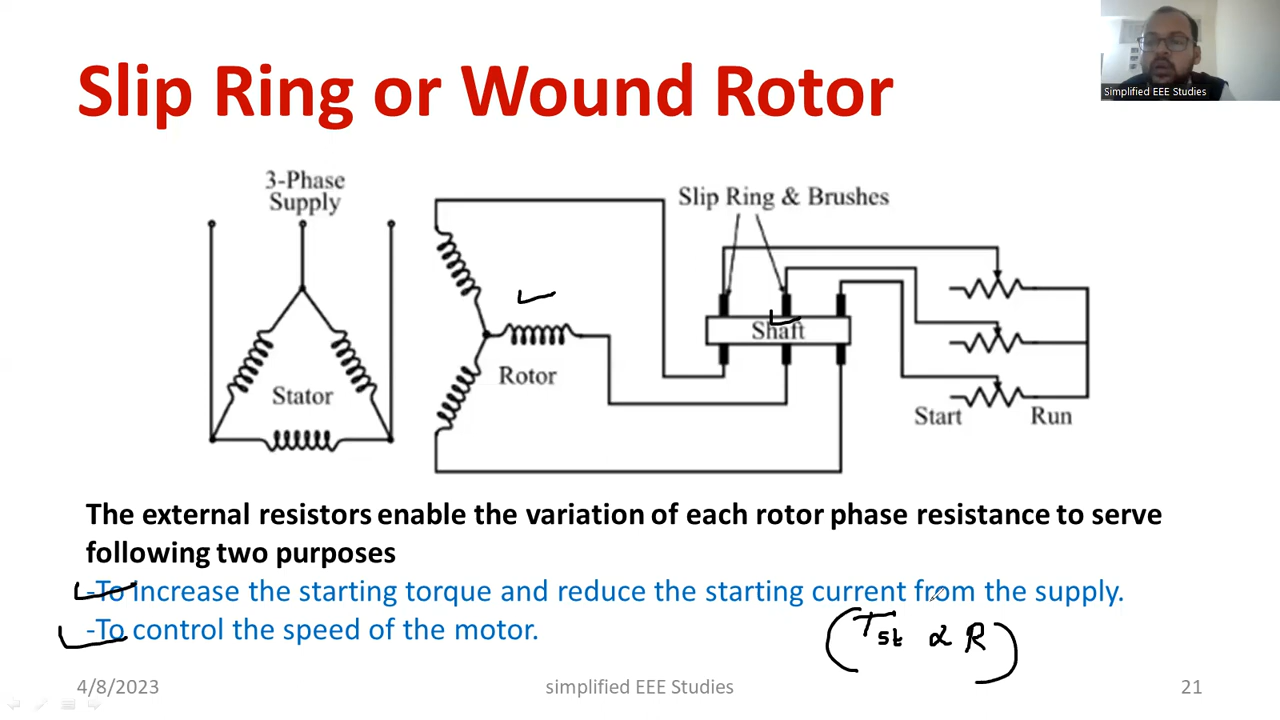 Slip Ring or Wound Rotor
Simplified EEE Studies
3-Phase
Supply
Slip Ring & Brushes
Shaft
Stator
Rotor
Start
Run
The external resistors enable the variation of each rotor phase resistance to serve
following two purposes
-To increase the starting torque and reduce the starting current from the supply.
-To control the speed of the motor.
(Tst ∝ R)
4/8/2023
simplified EEE Studies
21